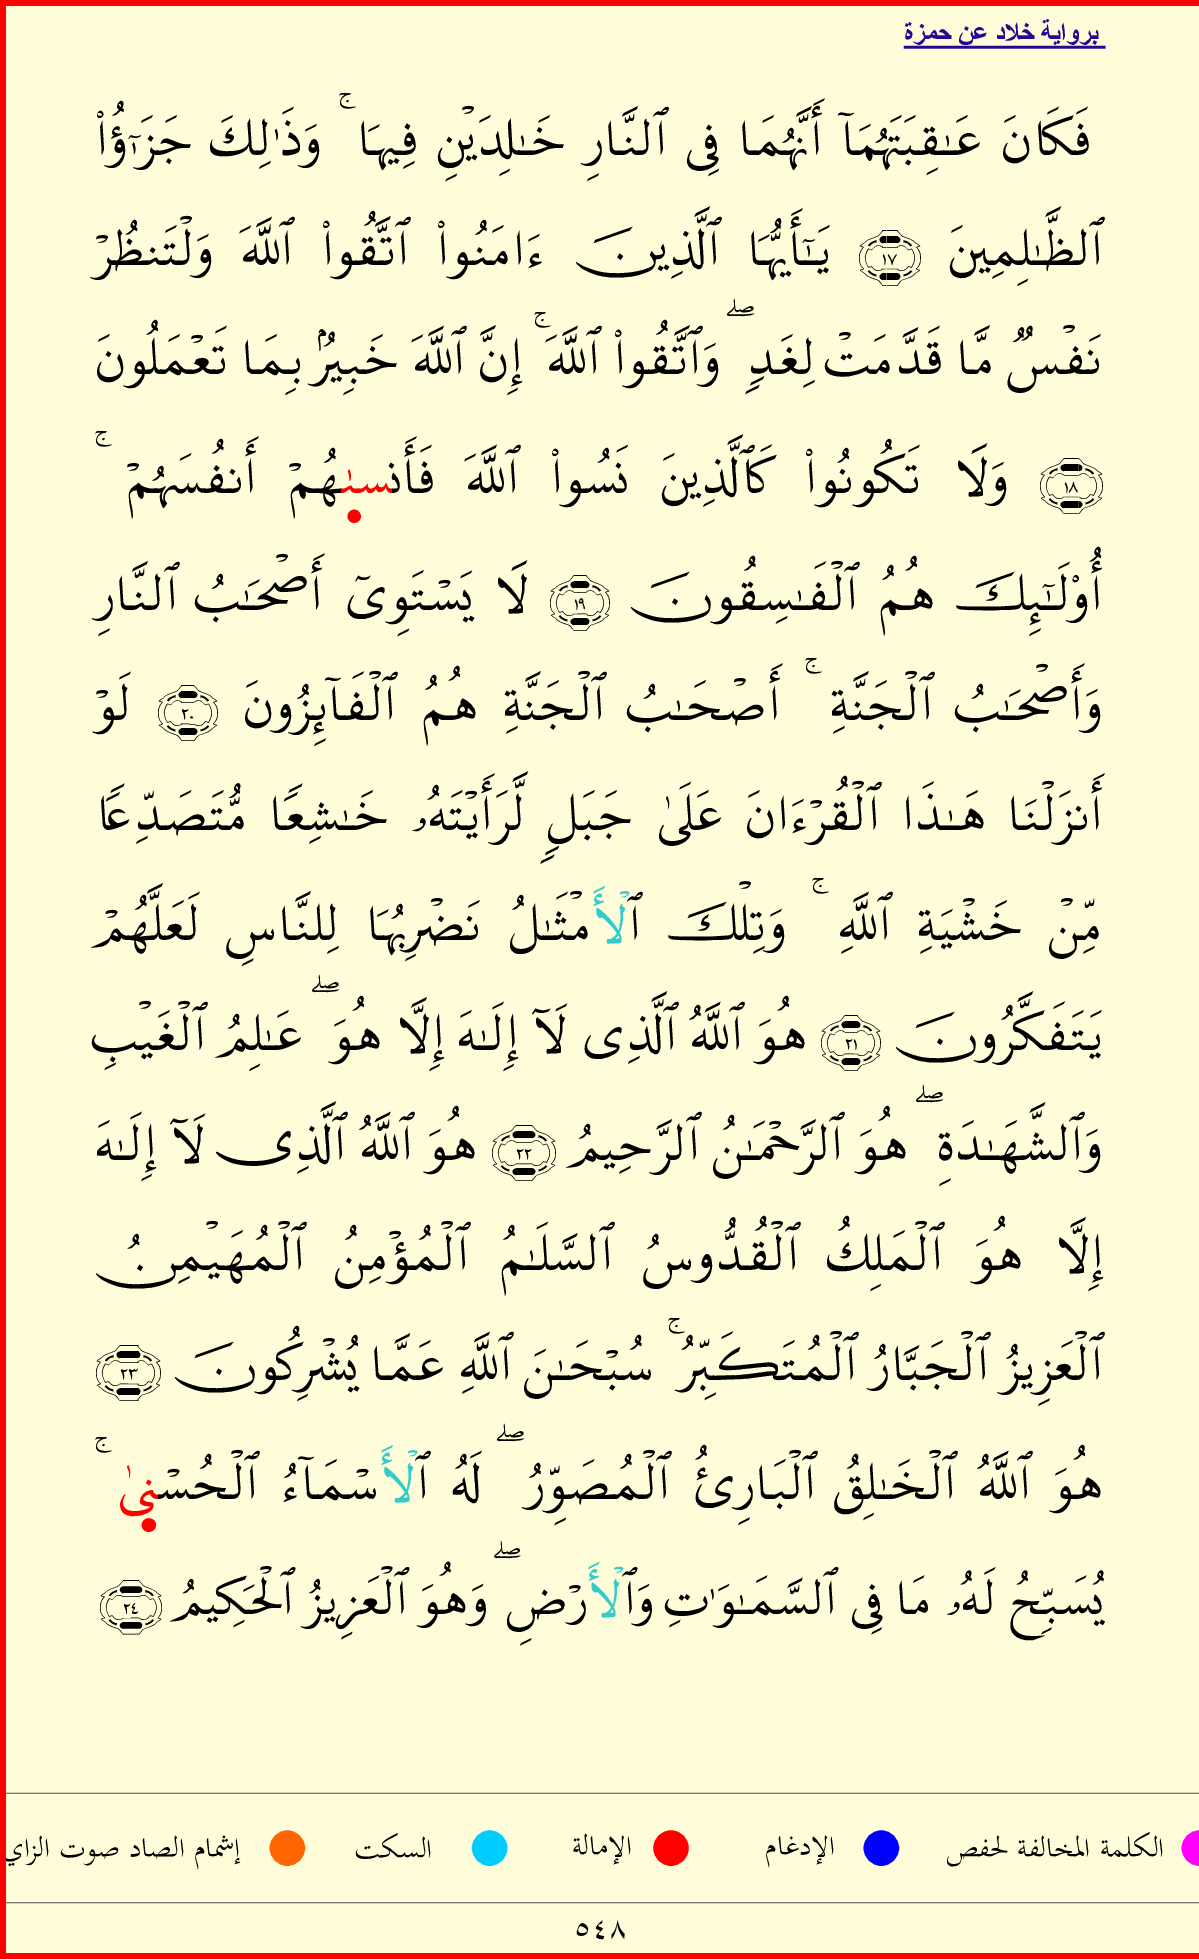 برواية خلاد عن حمزة
فَكَانَ عَـٰقِبَتَهُمَآ أَنَّهُمَا فِى ٱلنَّارِ خَـٰلِدَيْنِ فِيهَا ۚ وَذَٰلِكَ جَزَـٰٓؤُا۟
ٱلظَّـٰلِمِينَ ١٧ يَـٰٓأَيُّهَا ٱلَّذِينَ ءَامَنُوا۟ ٱتَّقُوا۟ ٱللَّهَ وَلْتَنظُرْ
نَفْسٌ مَّا قَدَّمَتْ لِغَدٍ ۖ وَٱتَّقُوا۟ ٱللَّهَ ۚ إِنَّ ٱللَّهَ خَبِيرٌۢ بِمَا تَعْمَلُونَ
١٨ وَلَا تَكُونُوا۟ كَٱلَّذِينَ نَسُوا۟ ٱللَّهَ فَأَنسىٰهُمْ أَنفُسَهُمْ ۚ
أُو۟لَـٰٓئِكَ هُمُ ٱلْفَـٰسِقُونَ ١٩ لَا يَسْتَوِىٓ أَصْحَـٰبُ ٱلنَّارِ
وَأَصْحَـٰبُ ٱلْجَنَّةِ ۚ أَصْحَـٰبُ ٱلْجَنَّةِ هُمُ ٱلْفَآئِزُونَ ٢٠ لَوْ
أَنزَلْنَا هَـٰذَا ٱلْقُرْءَانَ عَلَىٰ جَبَلٍ لَّرَأَيْتَهُۥ خَـٰشِعًا مُّتَصَدِّعًا
مِّنْ خَشْيَةِ ٱللَّهِ ۚ وَتِلْكَ ٱلْأَمْثَـٰلُ نَضْرِبُهَا لِلنَّاسِ لَعَلَّهُمْ
يَتَفَكَّرُونَ ٢١ هُوَ ٱللَّهُ ٱلَّذِى لَآ إِلَـٰهَ إِلَّا هُوَ ۖ عَـٰلِمُ ٱلْغَيْبِ
وَٱلشَّهَـٰدَةِ ۖ هُوَ ٱلرَّحْمَـٰنُ ٱلرَّحِيمُ ٢٢ هُوَ ٱللَّهُ ٱلَّذِى لَآ إِلَـٰهَ
إِلَّا هُوَ ٱلْمَلِكُ ٱلْقُدُّوسُ ٱلسَّلَـٰمُ ٱلْمُؤْمِنُ ٱلْمُهَيْمِنُ
ٱلْعَزِيزُ ٱلْجَبَّارُ ٱلْمُتَكَبِّرُ ۚ سُبْحَـٰنَ ٱللَّهِ عَمَّا يُشْرِكُونَ ٢٣
هُوَ ٱللَّهُ ٱلْخَـٰلِقُ ٱلْبَارِئُ ٱلْمُصَوِّرُ ۖ لَهُ ٱلْأَسْمَآءُ ٱلْحُسْنىٰ ۚ
يُسَبِّحُ لَهُۥ مَا فِى ٱلسَّمَـٰوَٰتِ وَٱلْأَرْضِ ۖ وَهُوَ ٱلْعَزِيزُ ٱلْحَكِيمُ ٢٤
الكلمة المخالفة لحفص الإدغام الإمالة السكت إشمام الصاد صوت الزاي
٥٤٨